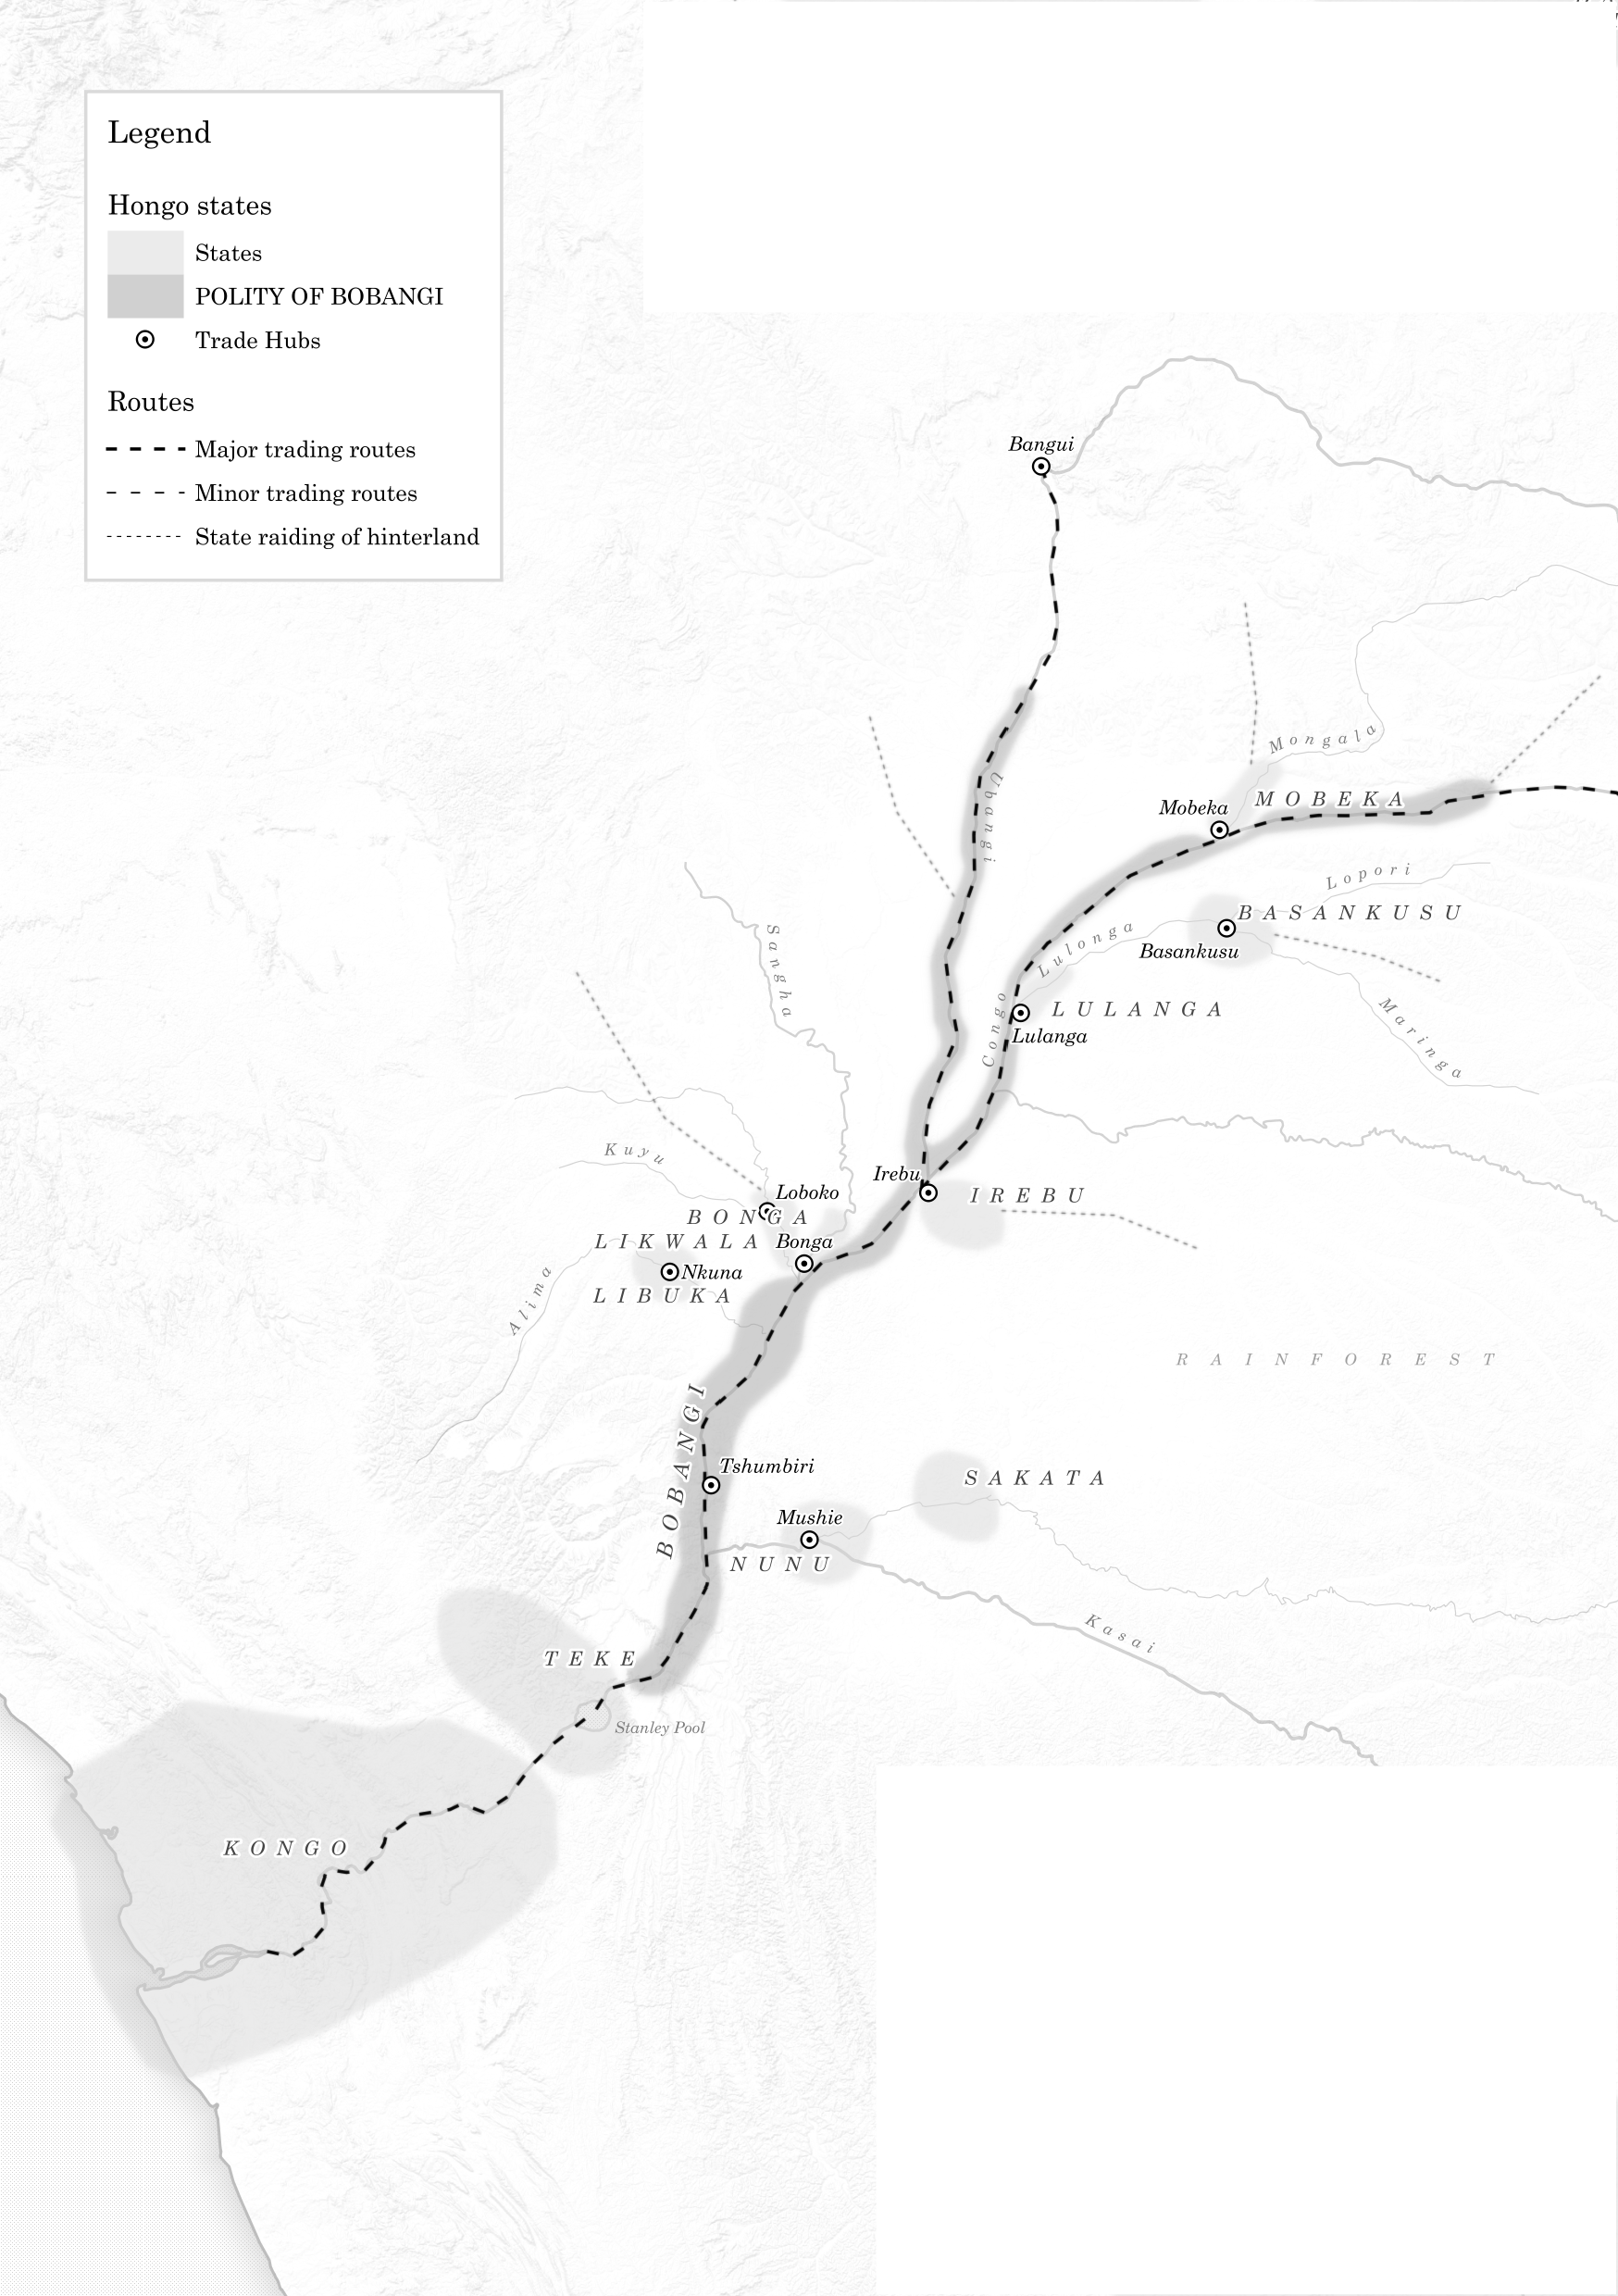 Legend
Hongo states
States
POLITY OF BOBANGI
Trade Hubs
Routes
Major trading routes
Minor trading routes
State raiding of hinterland
Bangui
Mongala
Ubangi
MOBEKA
Mobeka
Lopori
BASANKUSU
Basankusu
Lulonga
Sangha
LULANGA
Congo
Lulanga
Maringa
Kuyu
Irebu
IREBU
Loboko
BONGA
LIKWALA
Bonga
Nkuna
LIBUKA
Alima
RAINFOREST
BOBANGI
Tshumbiri
SAKATA
Mushie
NUNU
Kasai
TEKE
Stanley Pool
KONGO